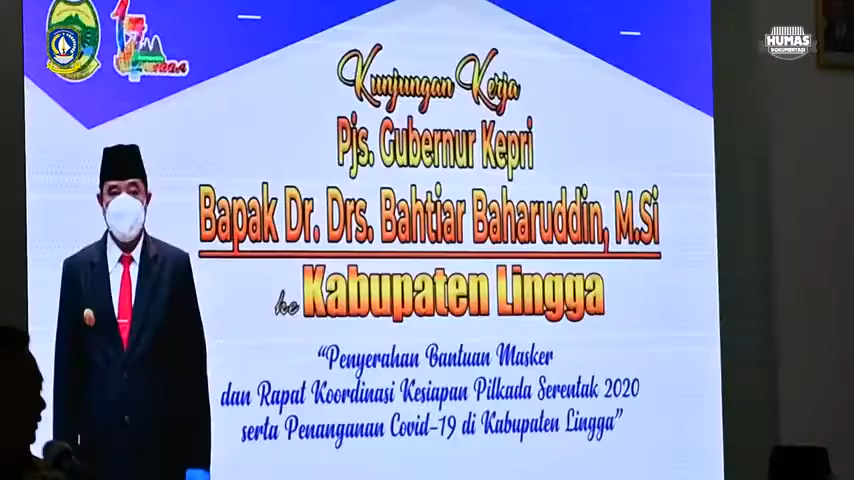 HUMAS
DOKUMENTASI
Kunjungan Kerja
Pjs. Gubernur Kepri
Bapak Dr. Drs. Bahtiar Baharuddin, M.Si
ke Kabupaten Lingga
"Penyerahan Bantuan Masker
dan Rapat Koordinasi Kesiapan Pilkada Serentak 2020
serta Penanganan Covid-19 di Kabupaten Lingga"